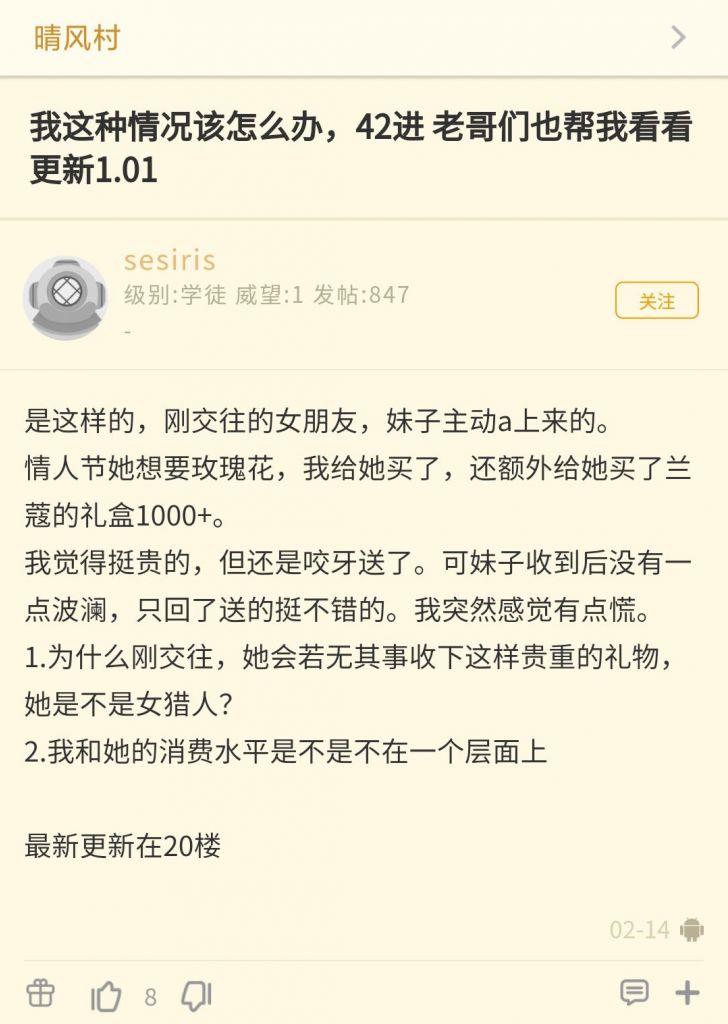 晴风村
我这种情况该怎么办，42进 老哥们也帮我看看
更新1.01
sesiris
级别:学徒 威望:1 发帖:847
-
关注
是这样的，刚交往的女朋友，妹子主动a上来的。
情人节她想要玫瑰花，我给她买了，还额外给她买了兰
蔻的礼盒1000+。
我觉得挺贵的，但还是咬牙送了。可妹子收到后没有一
点波澜，只回了送的挺不错的。我突然感觉有点慌。
1.为什么刚交往，她会若无其事收下这样贵重的礼物，
她是不是女猎人？
2.我和她的消费水平是不是不在一个层面上
最新更新在20楼
02-14
8